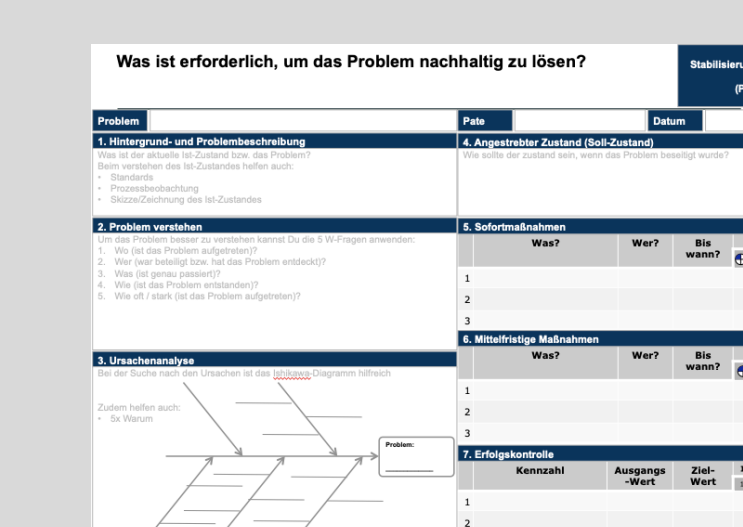 Was ist erforderlich, um das Problem nachhaltig zu lösen?
Problem
1. Hintergrund- und Problembeschreibung
Was ist der aktuelle Ist-Zustand bzw. das Problem?
Beim verstehen des Ist-Zustandes helfen auch:
• Standards
• Prozessbeobachtung
• Skizze/Zeichnung des Ist-Zustandes
2. Problem verstehen
Um das Problem besser zu verstehen kannst Du die 5 W-Fragen anwenden:
1. Wo (ist das Problem aufgetreten)?
2. Wer (war beteiligt bzw. hat das Problem entdeckt)?
3. Was (ist genau passiert)?
4. Wie (ist das Problem entstanden)?
5. Wie oft / stark (ist das Problem aufgetreten)?
3. Ursachenanalyse
Bei der Suche nach den Ursachen ist das Ishikawa-Diagramm hilfreich
Zudem helfen auch:
• 5x Warum
Problem:
Pate Datum
4. Angestrebter Zustand (Soll-Zustand)
Wie sollte der zustand sein, wenn das Problem beseitigt wurde?
5. Sofortmaßnahmen
Was? Wer? Bis
wann?
1
2
3
6. Mittelfristige Maßnahmen
Was? Wer? Bis
wann?
1
2
3
7. Erfolgskontrolle
Kennzahl Ausgangs Ziel-
-Wert Wert
1
2